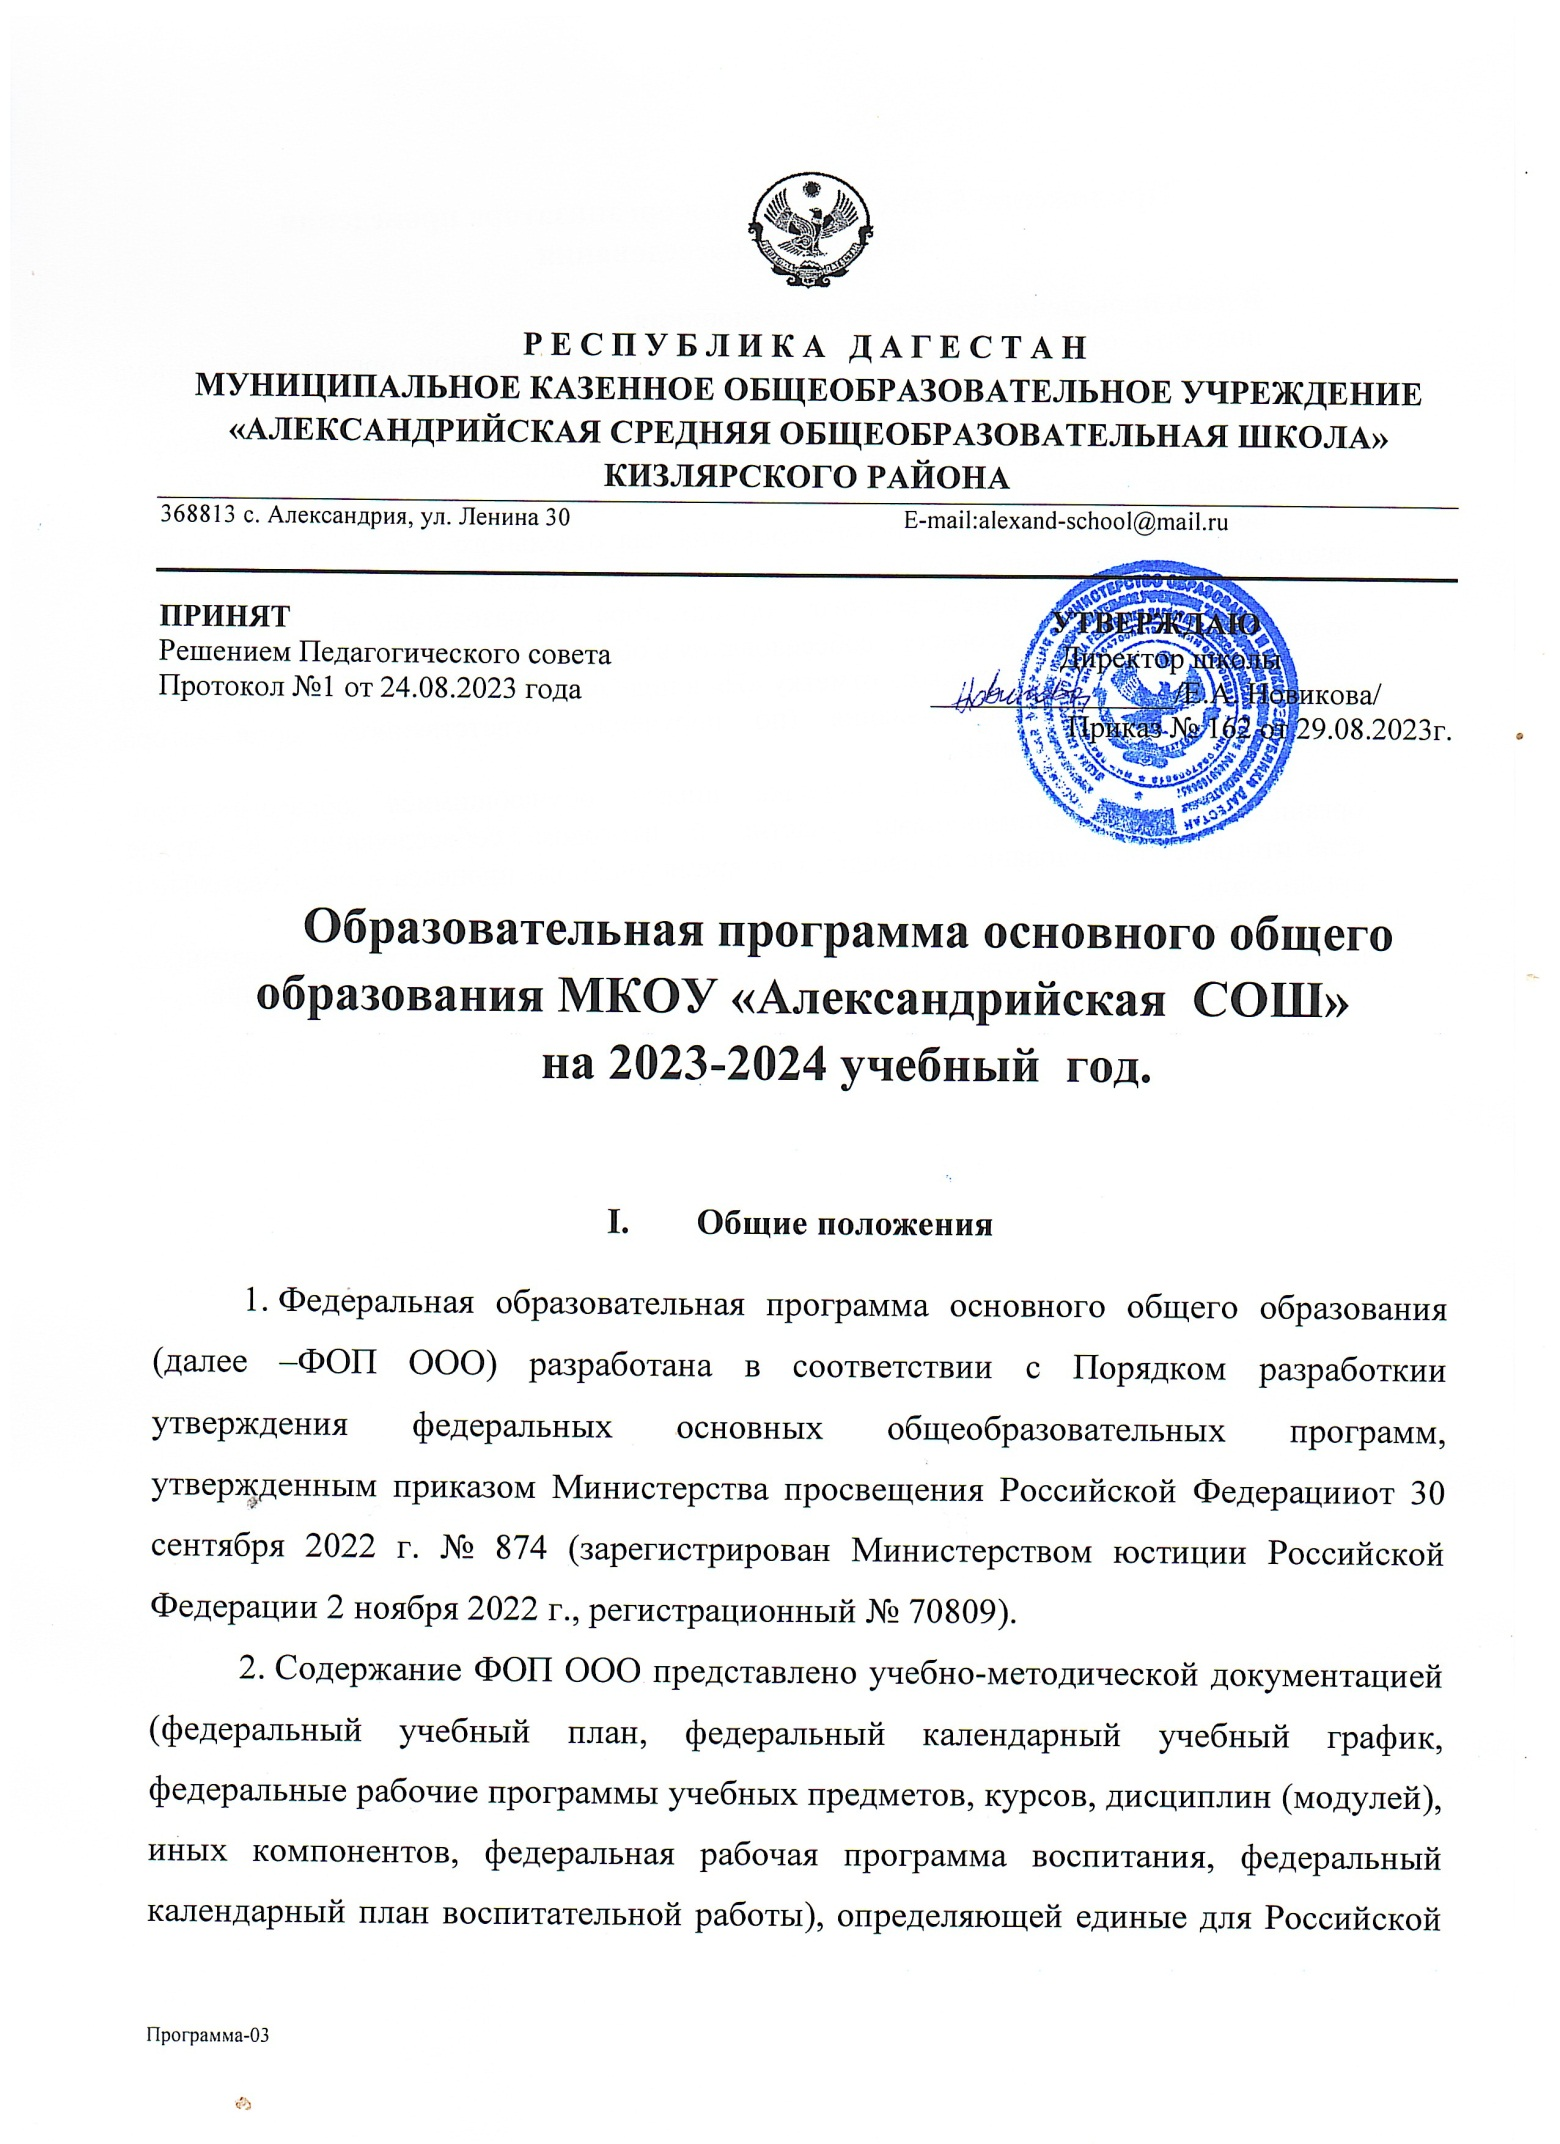 РЕСПУБЛИКА ДАГЕСТАН
МУНИЦИПАЛЬНОЕ КАЗЕННОЕ ОБЩЕОБРАЗОВАТЕЛЬНОЕ УЧРЕЖДЕНИЕ
«АЛЕКСАНДРИЙСКАЯ СРЕДНЯЯ ОБЩЕОБРАЗОВАТЕЛЬНАЯ ШКОЛА»
КИЗЛЯРСКОГО РАЙОНА
368813 с. Александрия, ул. Ленина 30 E-mail:alexand-school@mail.ru
ПРИНЯТ
Решением Педагогического совета
Протокол №1 от 24.08.2023 года
УТВЕРЖДАЮ
Директор школы
/Е.А. Новикова/
Приказ № 162 от 29.08.2023г.
Образовательная программа основного общего
образования МКОУ «Александрийская СОШ»
на 2023-2024 учебный год.
I. Общие положения
1. Федеральная образовательная программа основного общего образования
(далее –ФОП ООО) разработана в соответствии с Порядком разработкии
утверждения федеральных основных общеобразовательных программ,
утвержденным приказом Министерства просвещения Российской Федерацииот 30
сентября 2022 г. № 874 (зарегистрирован Министерством юстиции Российской
Федерации 2 ноября 2022 г., регистрационный № 70809).
2. Содержание ФОП ООО представлено учебно-методической документацией
(федеральный учебный план, федеральный календарный учебный график,
федеральные рабочие программы учебных предметов, курсов, дисциплин (модулей),
иных компонентов, федеральная рабочая программа воспитания, федеральный
календарный план воспитательной работы), определяющей единые для Российской
Программа-03